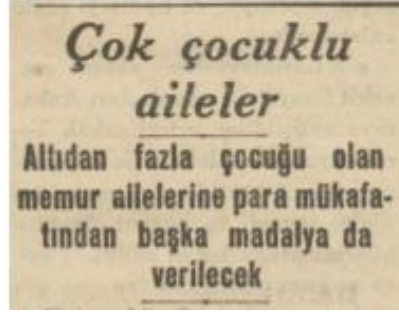 Çok çocuklu
aileler
Altıdan fazla çocuğu olan
memur ailelerine para mükafa-
tından başka madalya da
verilecek